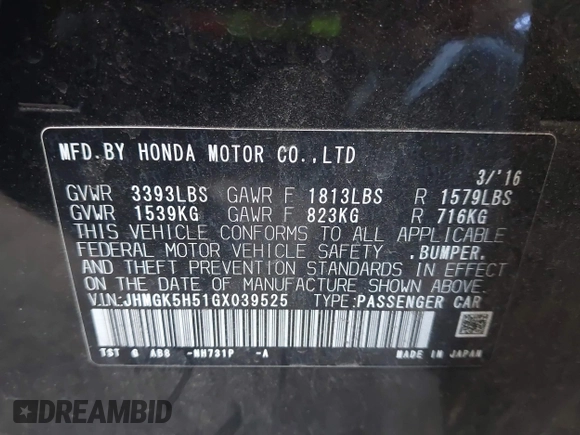 MFD.BY HONDA MOTOR CO.,LTD
3/'16
GVWR 3393LBS GAWR F 1813LBS R 1579LBS
GVWR 1539KG GAWR F 823KG R 716KG
THIS VEHICLE CONFORMS TO ALL APPLICABLE
FEDERAL MOTOR VEHICLE SAFETY ,BUMPER,
AND THEFT PREVENTION STANDARDS IN EFFECT
ON THE DATE OF MANUFACTURE SHOWN ABOVE.
VIN:JHMGK5H51GX039525 TYPE:PASSENGER CAR
TST G AB8 -NH731P -A MADE IN JAPAN
DREAMBID